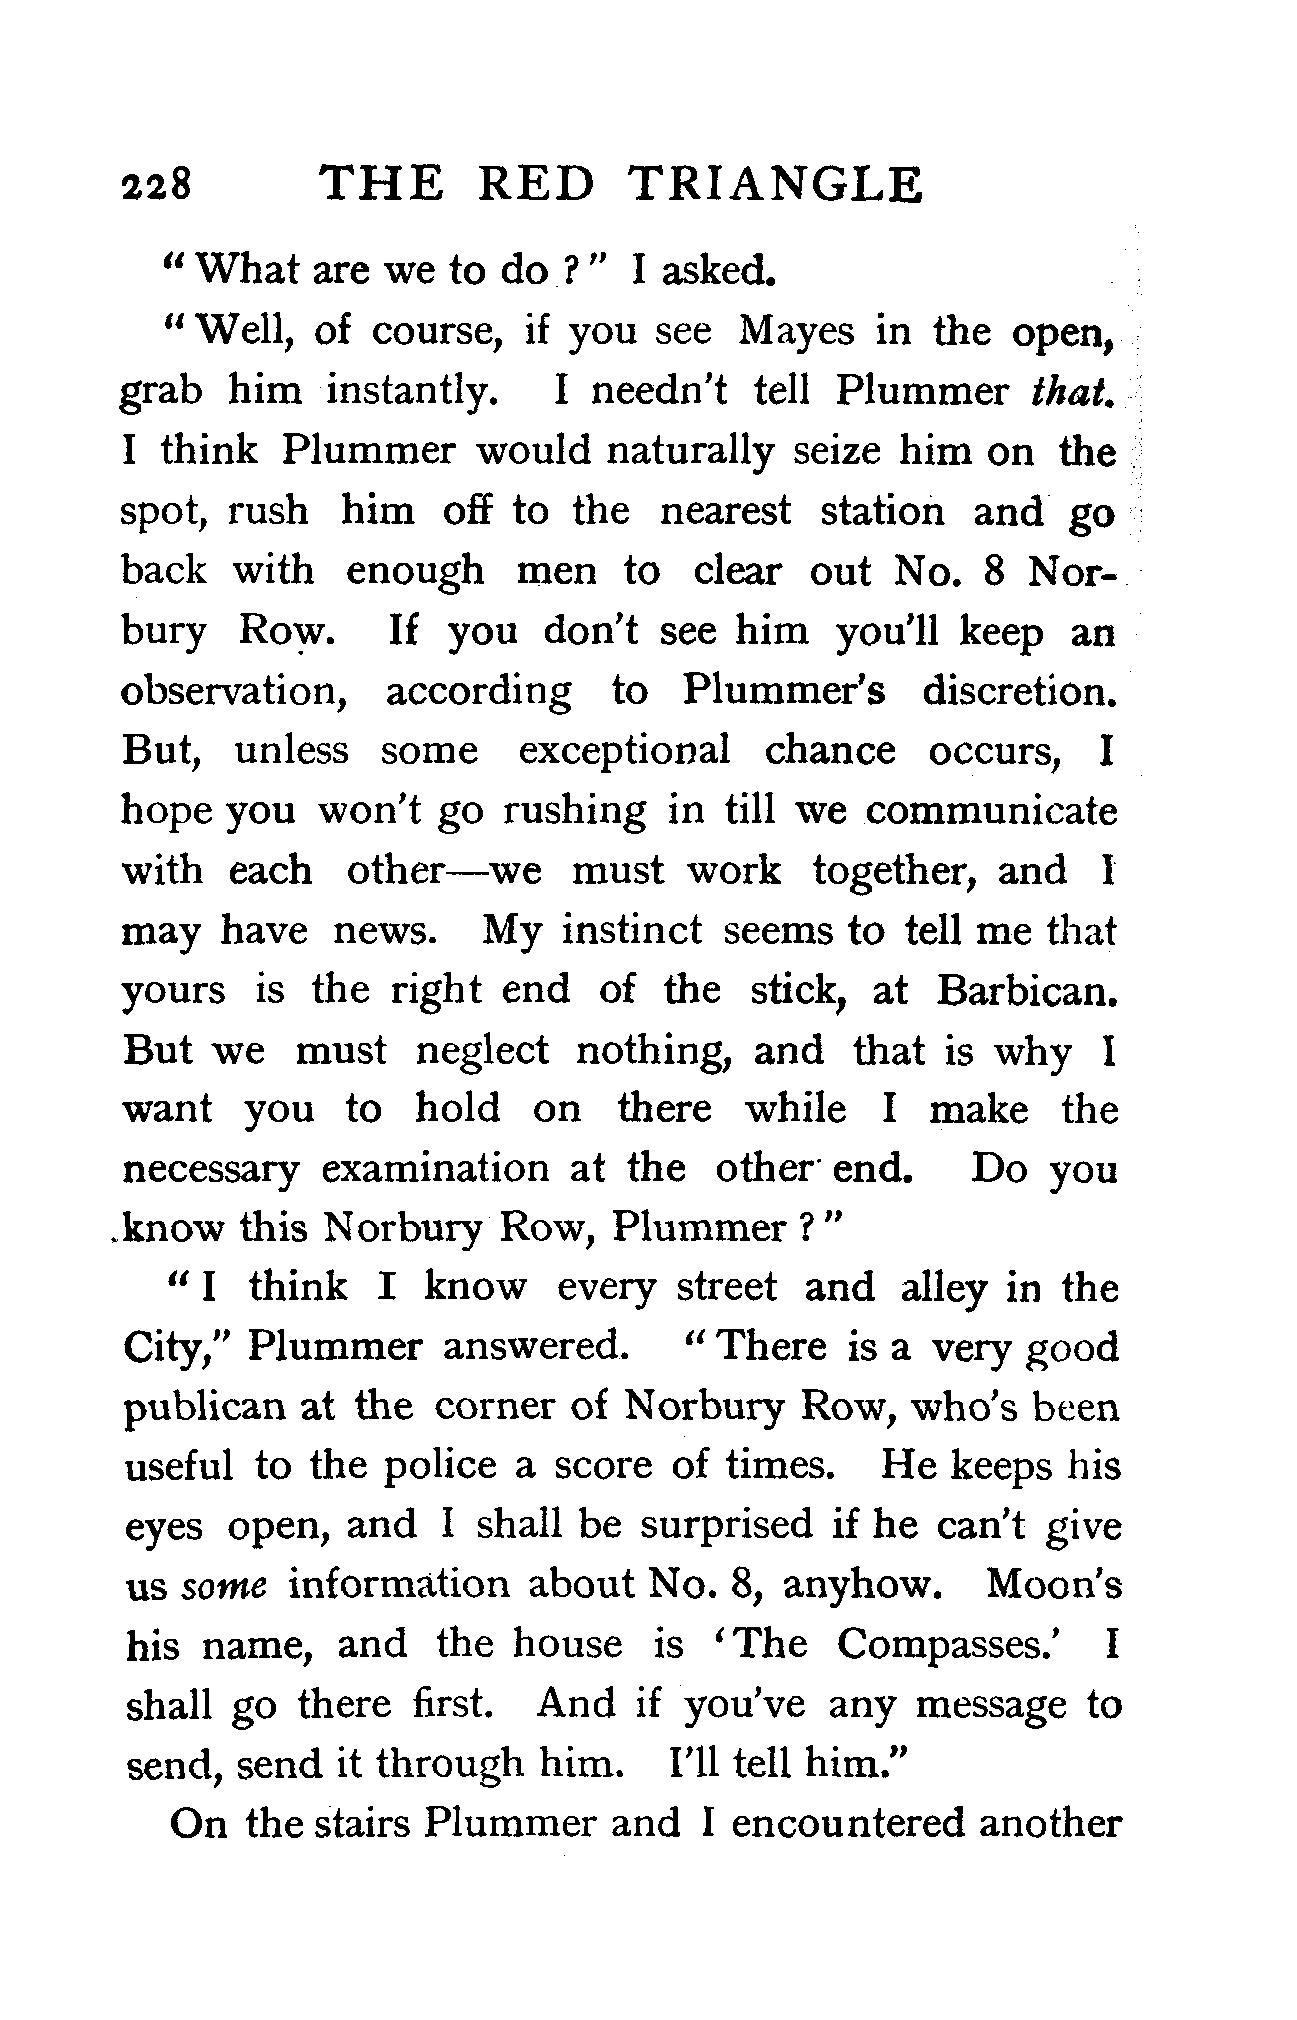 228 THE RED TRIANGLE
"What are we to do?" I asked.
"Well, of course, if you see Mayes in the open,
grab him instantly. I needn't tell Plummer that.
I think Plummer would naturally seize him on the
spot, rush him off to the nearest station and go
back with enough men to clear out No. 8 Nor-
bury Row. If you don't see him you'll keep an
observation, according to Plummer's discretion.
But, unless some exceptional chance occurs, I
hope you won't go rushing in till we communicate
with each other—we must work together, and I
may have news. My instinct seems to tell me that
yours is the right end of the stick, at Barbican.
But we must neglect nothing, and that is why I
want you to hold on there while I make the
necessary examination at the other end. Do you
know this Norbury Row, Plummer?"
"I think I know every street and alley in the
City," Plummer answered. "There is a very good
publican at the corner of Norbury Row, who's been
useful to the police a score of times. He keeps his
eyes open, and I shall be surprised if he can't give
us some information about No. 8, anyhow. Moon's
his name, and the house is 'The Compasses.' I
shall go there first. And if you've any message to
send, send it through him. I'll tell him."
On the stairs Plummer and I encountered another